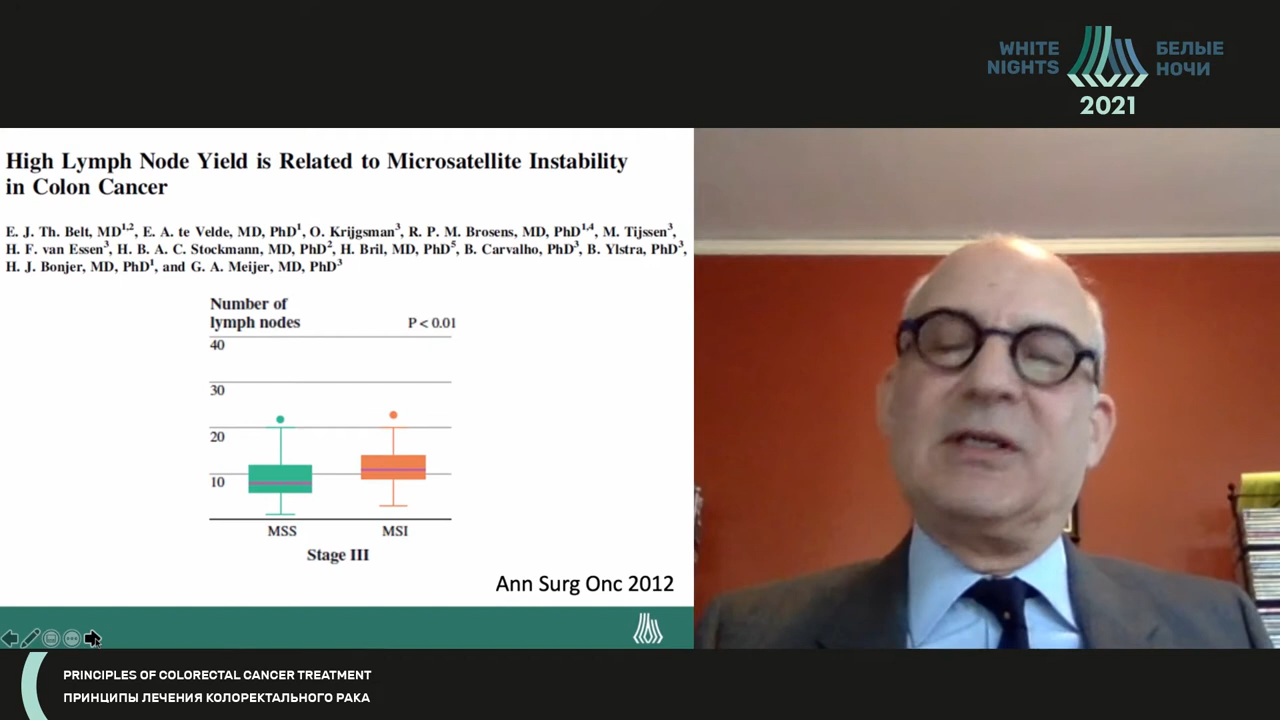 WHITE
NIGHTS
БЕЛЫЕ
НОЧИ
2021
High Lymph Node Yield is Related to Microsatellite Instability
in Colon Cancer
E. J. Th. Belt, MD1,2, E. A. te Velde, MD, PhD1, O. Krijgsman3, R. P. M. Brosens, MD, PhD1,4, M. Tijssen3,
H. F. van Essen3, H. B. A. C. Stockmann, MD, PhD2, H. Bril, MD, PhD5, B. Carvalho, PhD3, B. Ylstra, PhD3,
H. J. Bonjer, MD, PhD1, and G. A. Meijer, MD, PhD3
Number of
lymph nodes
P < 0.01
40
30
20
10
MSS MSI
Stage III
Ann Surg Onc 2012
PRINCIPLES OF COLORECTAL CANCER TREATMENT
ПРИНЦИПЫ ЛЕЧЕНИЯ КОЛОРЕКТАЛЬНОГО РАКА